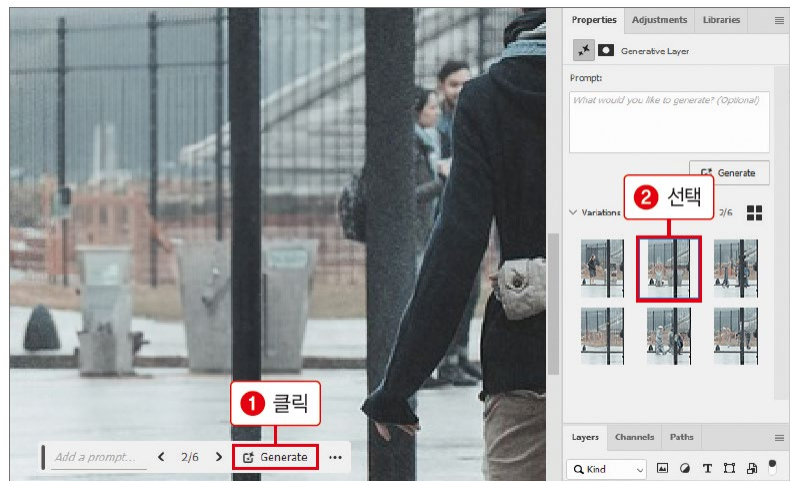 Properties Adjustments Libraries
Generative Layer
Prompt:
What would you like to generate? (Optional)
Generate
2 선택
Variations 2/6
1 클릭
Add a prompt... 2/6 Generate ...
Layers Channels Paths
Kind T